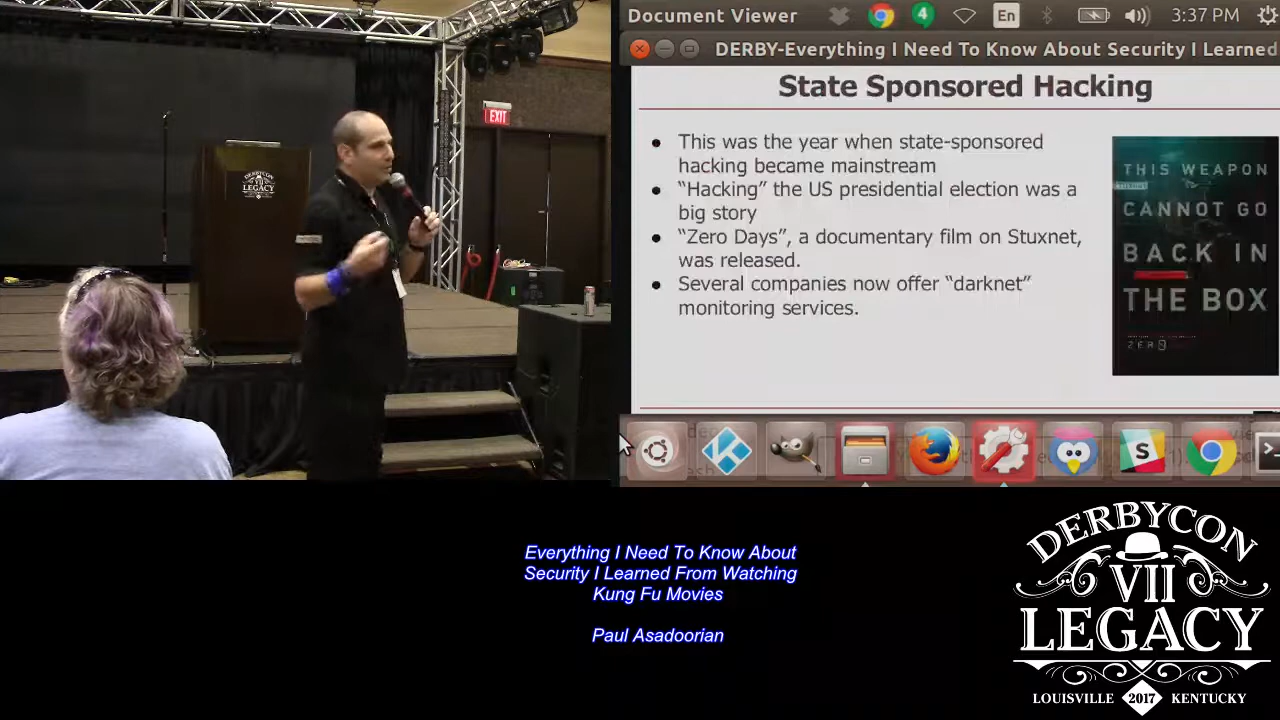 EXIT
VII
LEGACY
Document Viewer
4
En
3:37 PM
DERBY-Everything I Need To Know About Security I Learned
State Sponsored Hacking
● This was the year when state-sponsored
hacking became mainstream
● “Hacking” the US presidential election was a
big story
● “Zero Days”, a documentary film on Stuxnet,
was released.
● Several companies now offer “darknet”
monitoring services.
THIS WEAPON
CANNOT GO
BACK IN
THE BOX
ZERO
S
>_
Everything I Need To Know About
Security I Learned From Watching
Kung Fu Movies
Paul Asadoorian
DERBYCON
VII
LEGACY
LOUISVILLE 2017 KENTUCKY